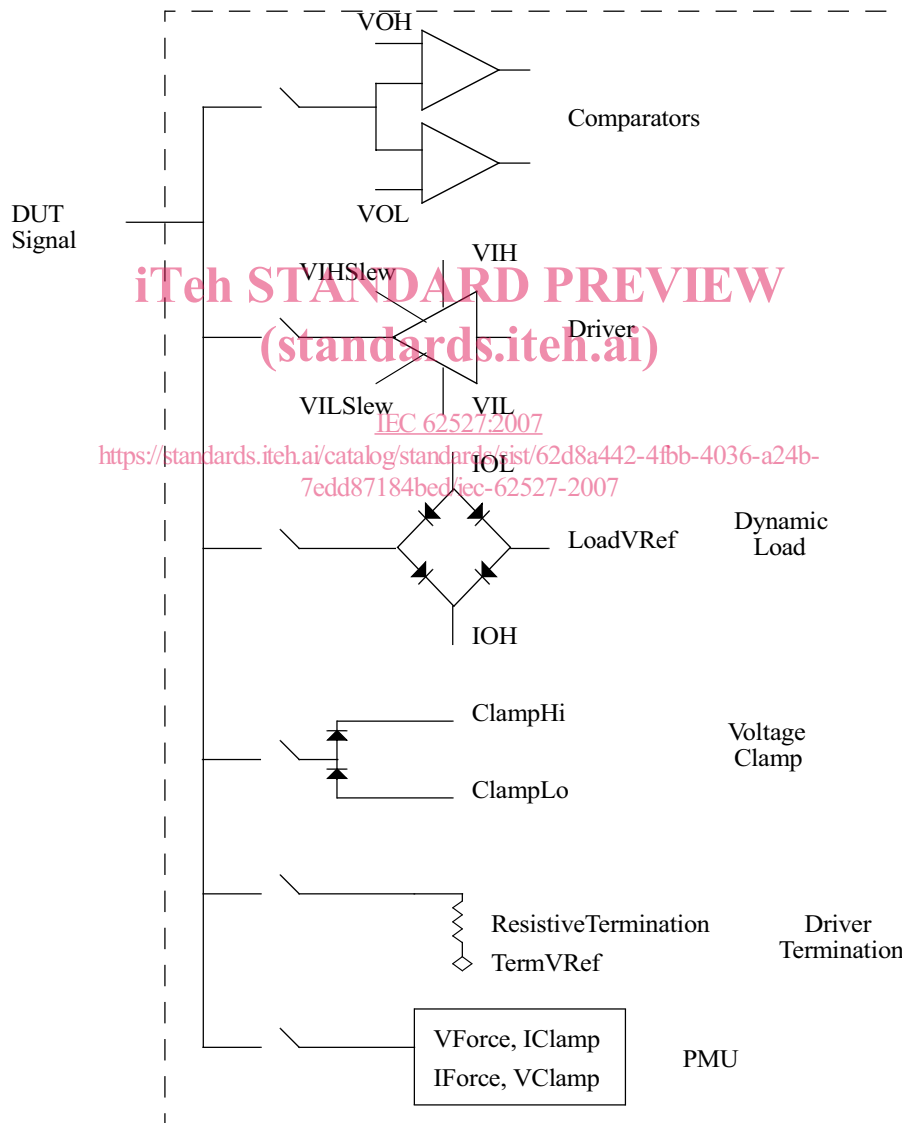 VOH
Comparators
VOL
DUT
Signal
VIH
VIHSlew
iTeh STANDARD PREVIEW
Driver
(standards.iteh.ai)
VILSlew
VIL
IEC 62527:2007
https://standards.iteh.ai/catalog/standards/sist/62d8a442-4fbb-4036-a24b-
7edd87184bed/iec-62527-2007
IOL
LoadVRef
Dynamic
Load
IOH
ClampHi
Voltage
Clamp
ClampLo
ResistiveTermination
TermVRef
Driver
Termination
VForce, IClamp
IForce, VClamp
PMU